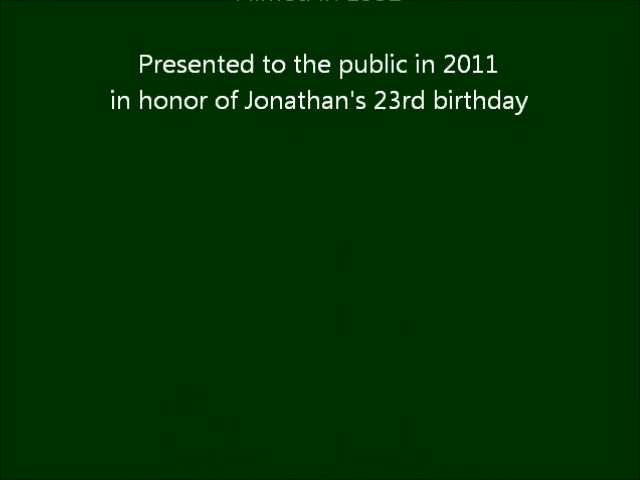 Presented to the public in 2011
in honor of Jonathan's 23rd birthday